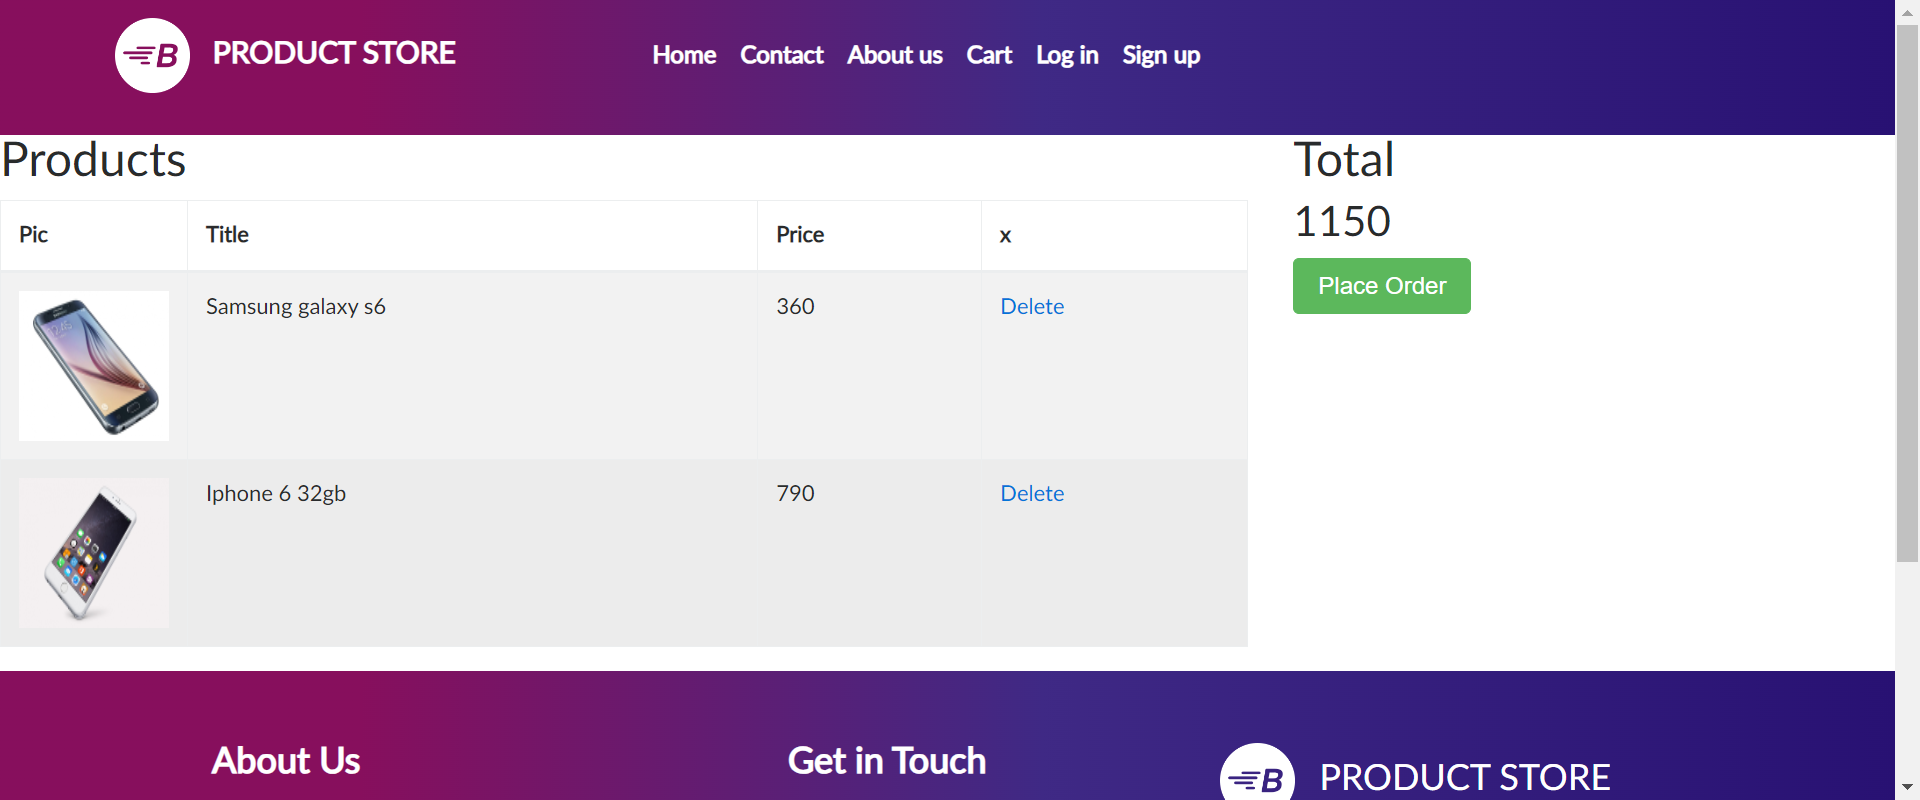 B PRODUCT STORE Home Contact About us Cart Log in Sign up
Products
Pic Title Price x
Samsung galaxy s6 360 Delete
Iphone 6 32gb 790 Delete
Total
1150
Place Order
About Us Get in Touch B PRODUCT STORE